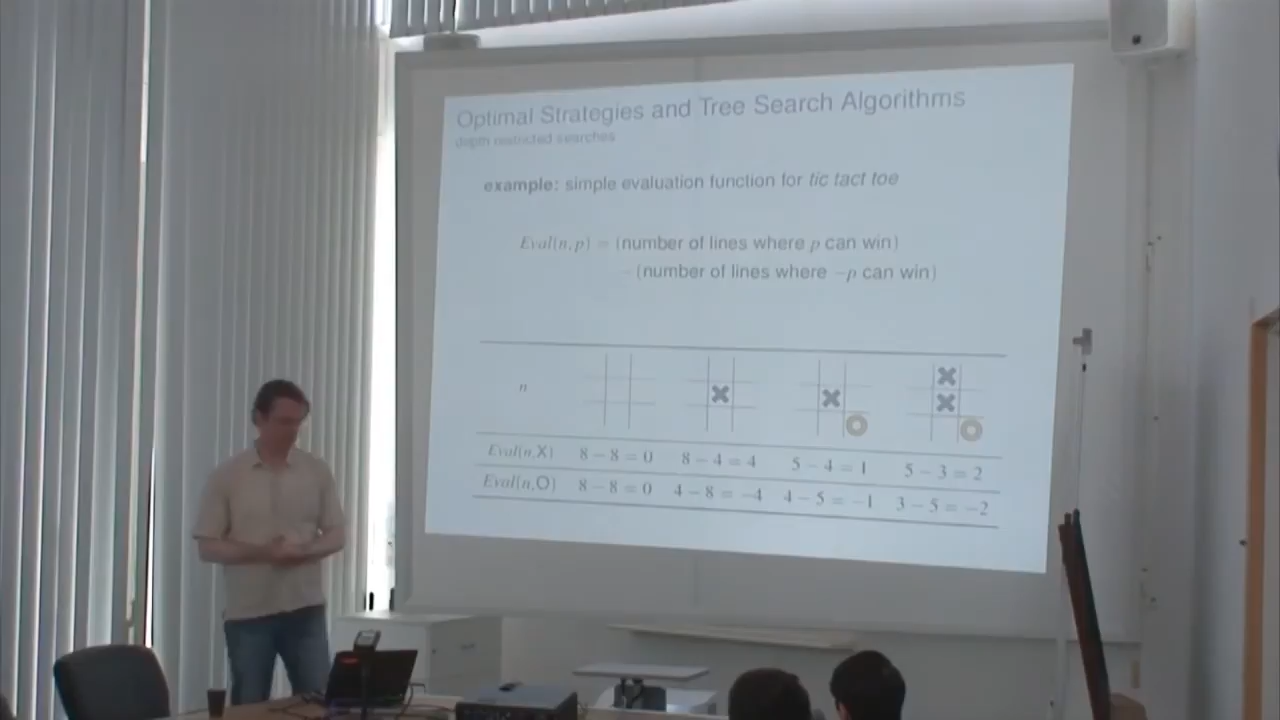 Optimal Strategies and Tree Search Algorithms
depth restricted searches
example: simple evaluation function for tic tact toe
Eval(n,p) = (number of lines where p can win)
− (number of lines where −p can win)
n
Eval(n,X) 8 − 8 = 0 8 − 4 = 4 5 − 4 = 1 5 − 3 = 2
Eval(n,O) 8 − 8 = 0 4 − 8 = −4 4 − 5 = −1 3 − 5 = −2